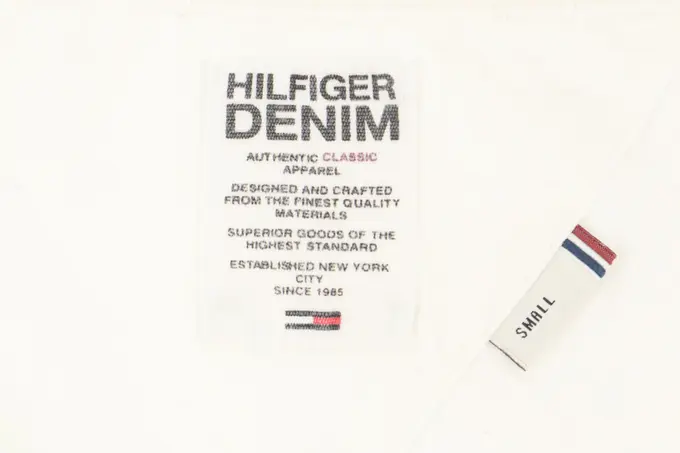 HILFIGER
DENIM
AUTHENTIC CLASSIC
APPAREL
DESIGNED AND CRAFTED
FROM THE FINEST QUALITY
MATERIALS
SUPERIOR GOODS OF THE
HIGHEST STANDARD
ESTABLISHED NEW YORK
CITY
SINCE 1985
SMALL